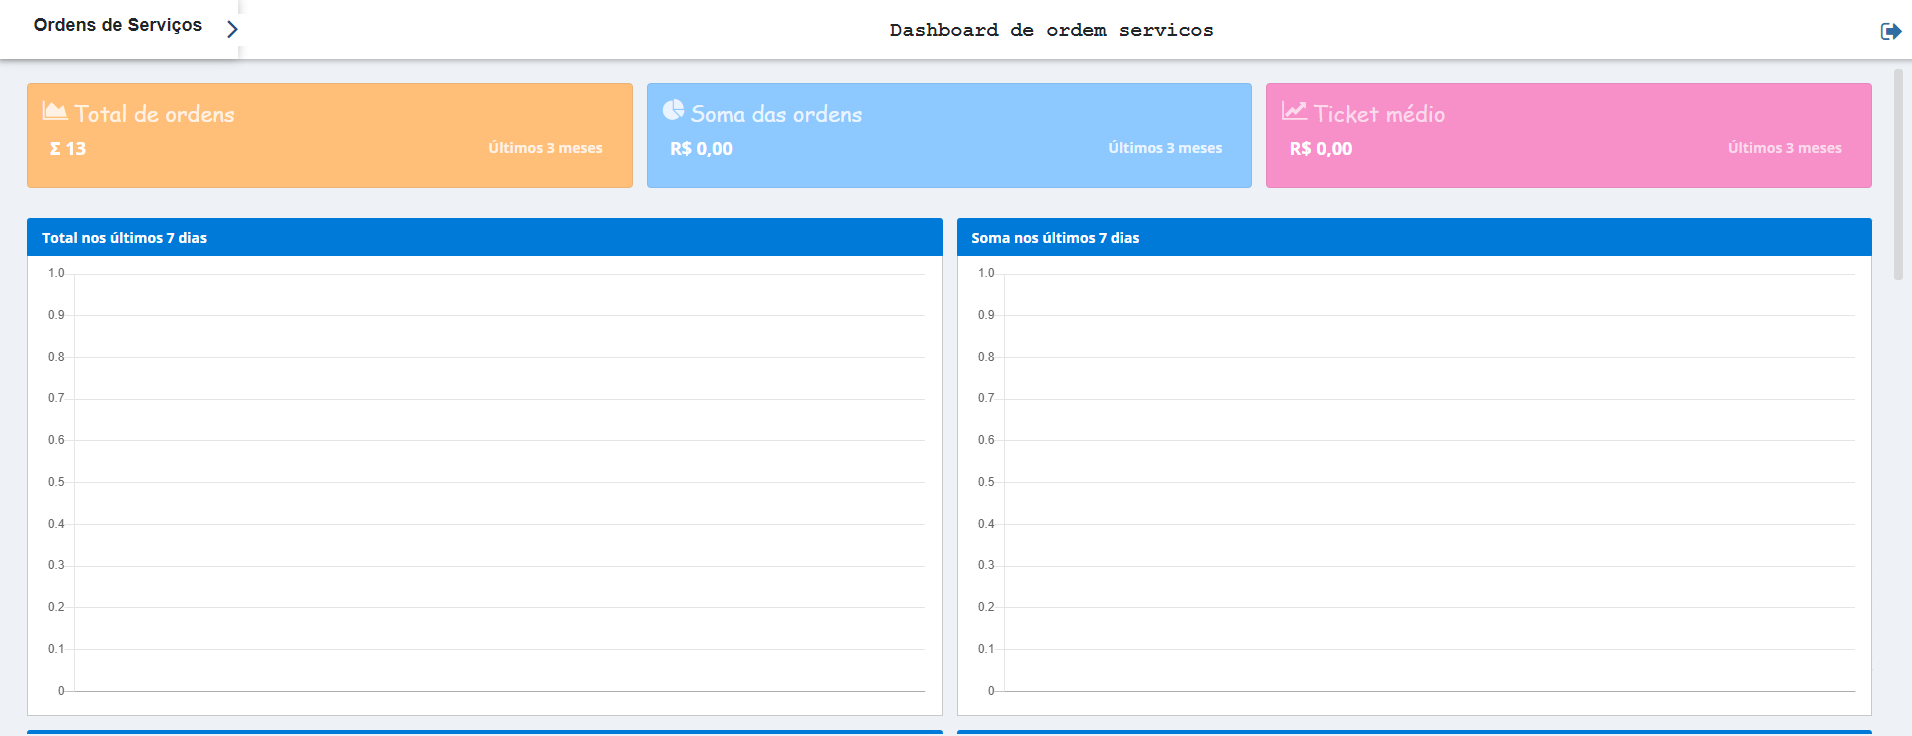 Ordens de Serviços
Dashboard de ordem servicos
Total de ordens
Σ 13
Últimos 3 meses
Soma das ordens
R$ 0,00
Últimos 3 meses
Ticket médio
R$ 0,00
Últimos 3 meses
Total nos últimos 7 dias
1.0
0.9
0.8
0.7
0.6
0.5
0.4
0.3
0.2
0.1
0
Soma nos últimos 7 dias
1.0
0.9
0.8
0.7
0.6
0.5
0.4
0.3
0.2
0.1
0